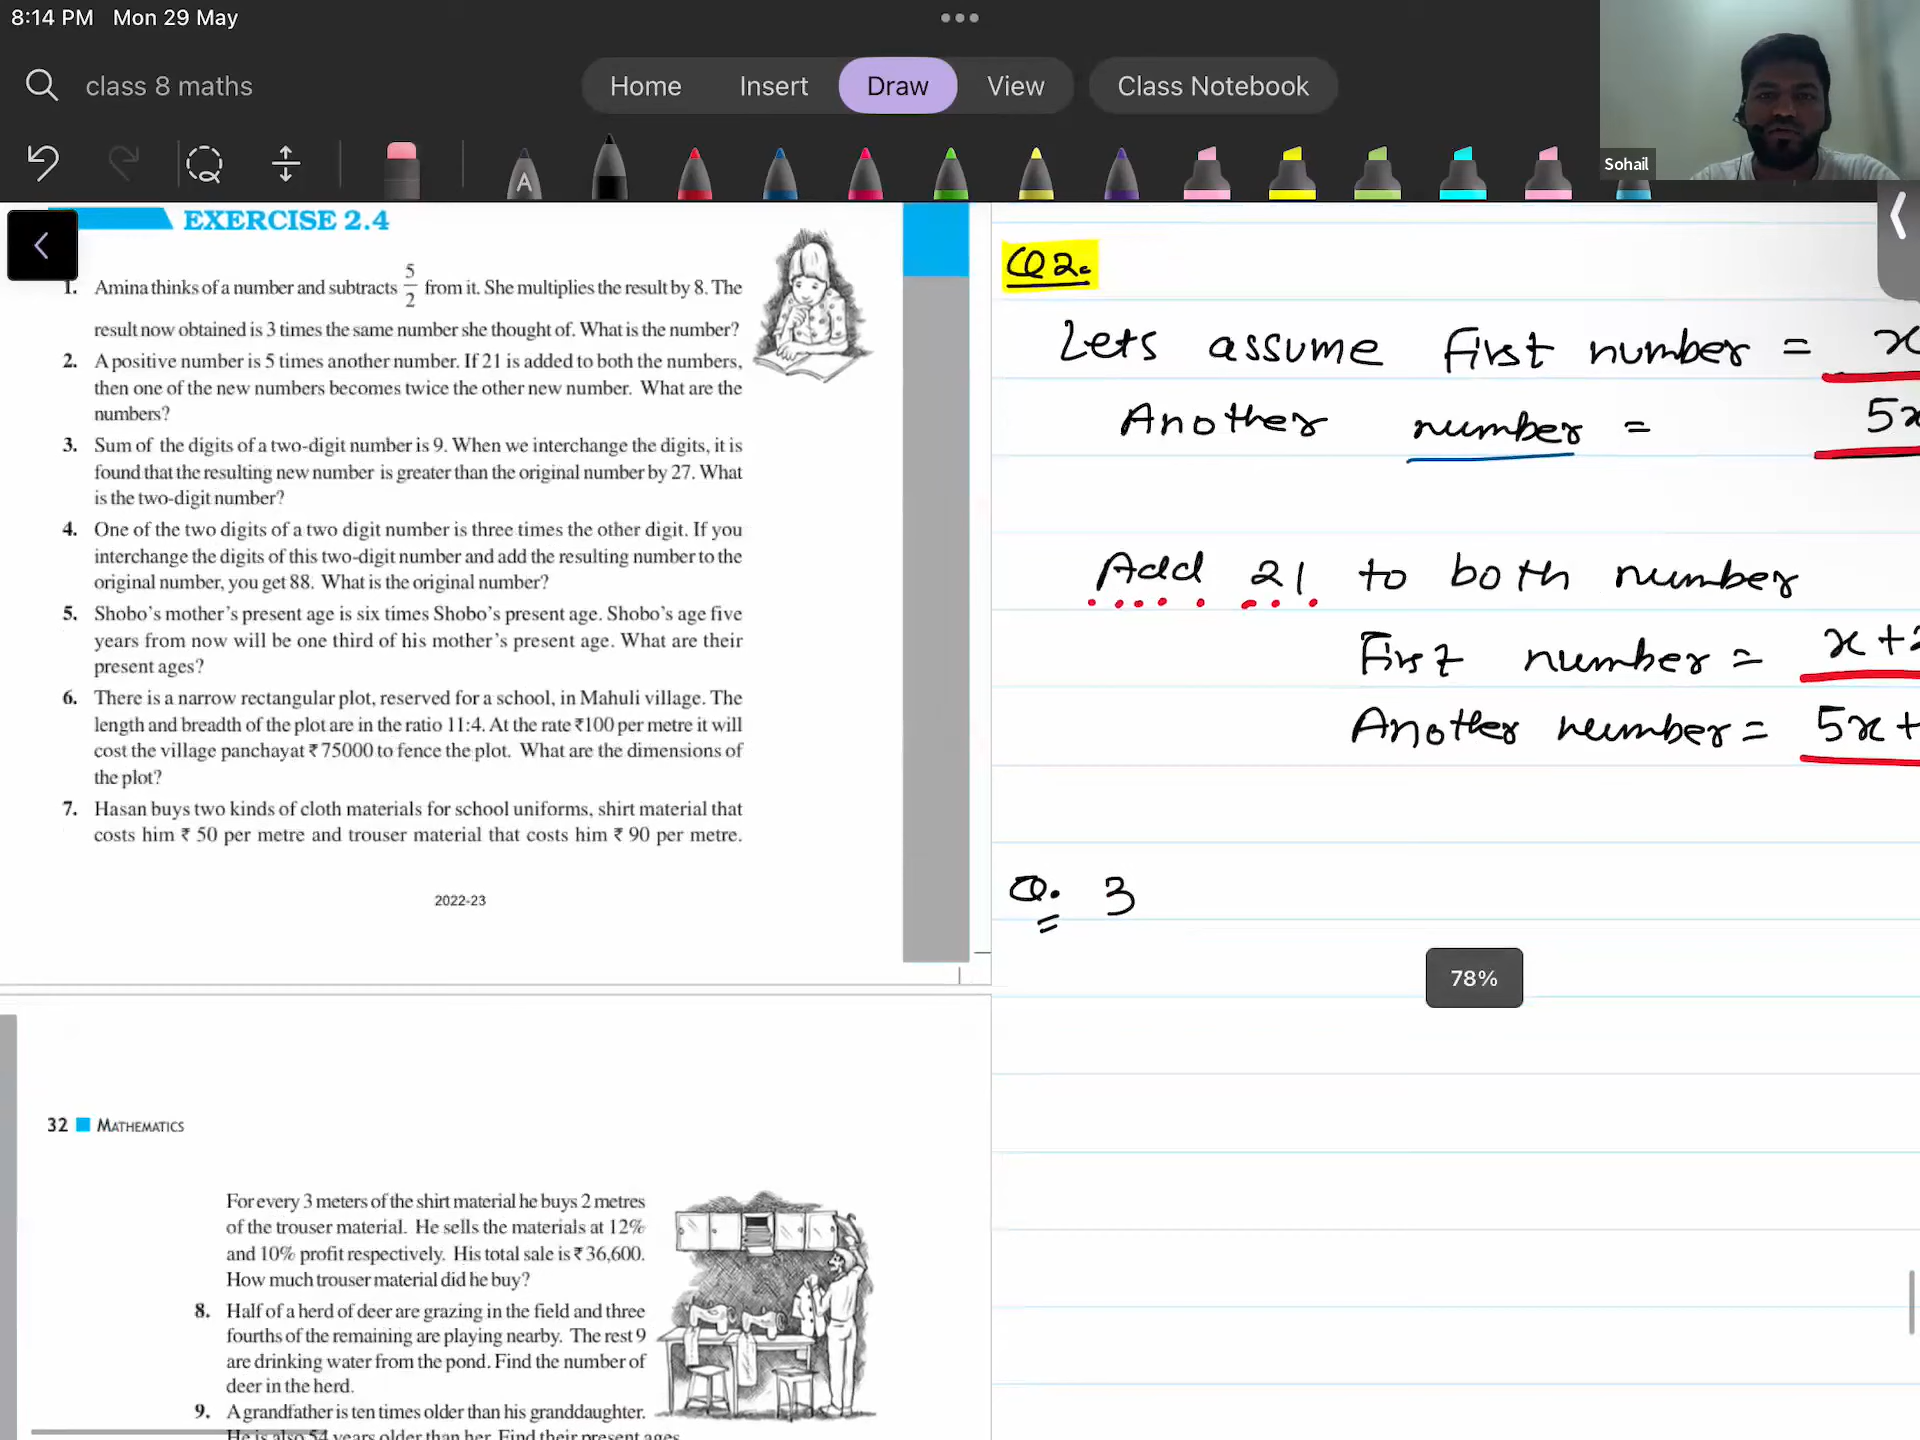 8:14 PM Mon 29 May
class 8 maths
Home Insert Draw View Class Notebook
A
Sohail
EXERCISE 2.4
1. Amina thinks of a number and subtracts 5/2 from it. She multiplies the result by 8. The
result now obtained is 3 times the same number she thought of. What is the number?
2. A positive number is 5 times another number. If 21 is added to both the numbers,
then one of the new numbers becomes twice the other new number. What are the
numbers?
3. Sum of the digits of a two-digit number is 9. When we interchange the digits, it is
found that the resulting new number is greater than the original number by 27. What
is the two-digit number?
4. One of the two digits of a two digit number is three times the other digit. If you
interchange the digits of this two-digit number and add the resulting number to the
original number, you get 88. What is the original number?
5. Shobo's mother's present age is six times Shobo's present age. Shobo's age five
years from now will be one third of his mother's present age. What are their
present ages?
6. There is a narrow rectangular plot, reserved for a school, in Mahuli village. The
length and breadth of the plot are in the ratio 11:4. At the rate ₹100 per metre it will
cost the village panchayat ₹75000 to fence the plot. What are the dimensions of
the plot?
7. Hasan buys two kinds of cloth materials for school uniforms, shirt material that
costs him ₹ 50 per metre and trouser material that costs him ₹ 90 per metre.
2022-23
32 MATHEMATICS
For every 3 meters of the shirt material he buys 2 metres
of the trouser material. He sells the materials at 12%
and 10% profit respectively. His total sale is ₹36,600.
How much trouser material did he buy?
8. Half of a herd of deer are grazing in the field and three
fourths of the remaining are playing nearby. The rest 9
are drinking water from the pond. Find the number of
deer in the herd.
9. A grandfather is ten times older than his granddaughter.
He is also 54 years older than her. Find their present ages.
Q2.
Lets assume First number = x
Another number = 5x
Add 21 to both number
First number = x+2
Another number = 5x+
Q. 3
78%